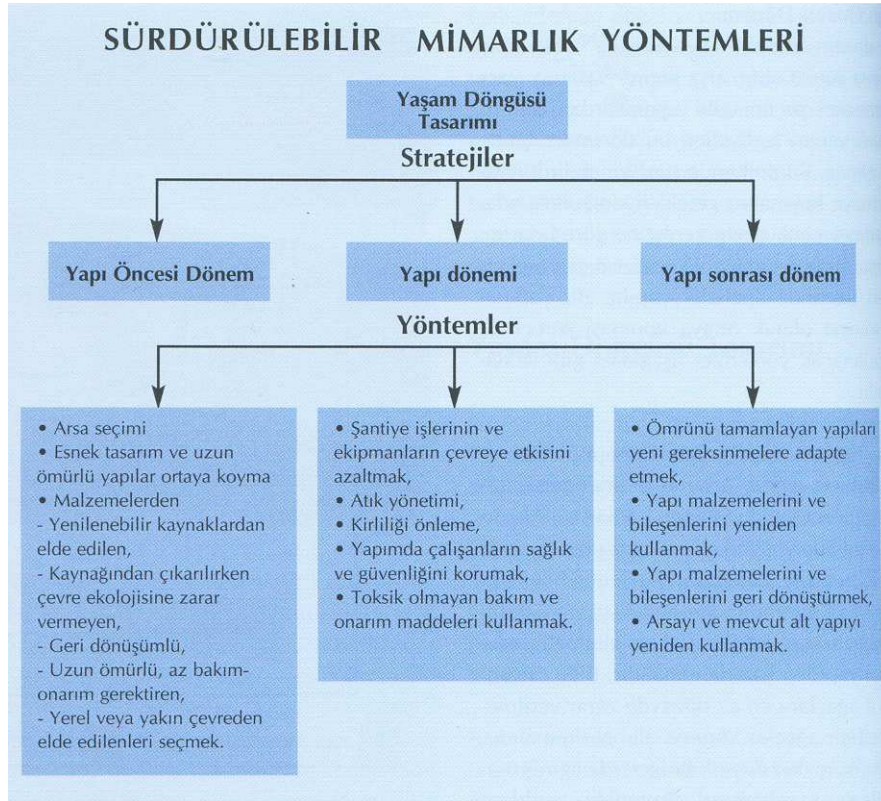 SÜRDÜRÜLEBİLİR MİMARLIK YÖNTEMLERİ
Yaşam Döngüsü
Tasarımı
Stratejiler
Yapı Öncesi Dönem
Yapı dönemi
Yapı sonrası dönem
Yöntemler
• Arsa seçimi
• Esnek tasarım ve uzun
ömürlü yapılar ortaya koyma
• Malzemelerden
- Yenilenebilir kaynaklardan
elde edilen,
- Kaynağından çıkarılırken
çevre ekolojisine zarar
vermeyen,
- Geri dönüşümlü,
- Uzun ömürlü, az bakım-
onarım gerektiren,
- Yerel veya yakın çevreden
elde edilenleri seçmek.
• Şantiye işlerinin ve
ekipmanların çevreye etkisini
azaltmak,
• Atık yönetimi,
• Kirliliği önleme,
• Yapımda çalışanların sağlık
ve güvenliğini korumak,
• Toksik olmayan bakım ve
onarım maddeleri kullanmak.
• Ömrünü tamamlayan yapıları
yeni gereksinmelere adapte
etmek,
• Yapı malzemelerini ve
bileşenlerini yeniden
kullanmak,
• Yapı malzemelerini ve
bileşenlerini geri dönüştürmek,
• Arsayı ve mevcut alt yapıyı
yeniden kullanmak.